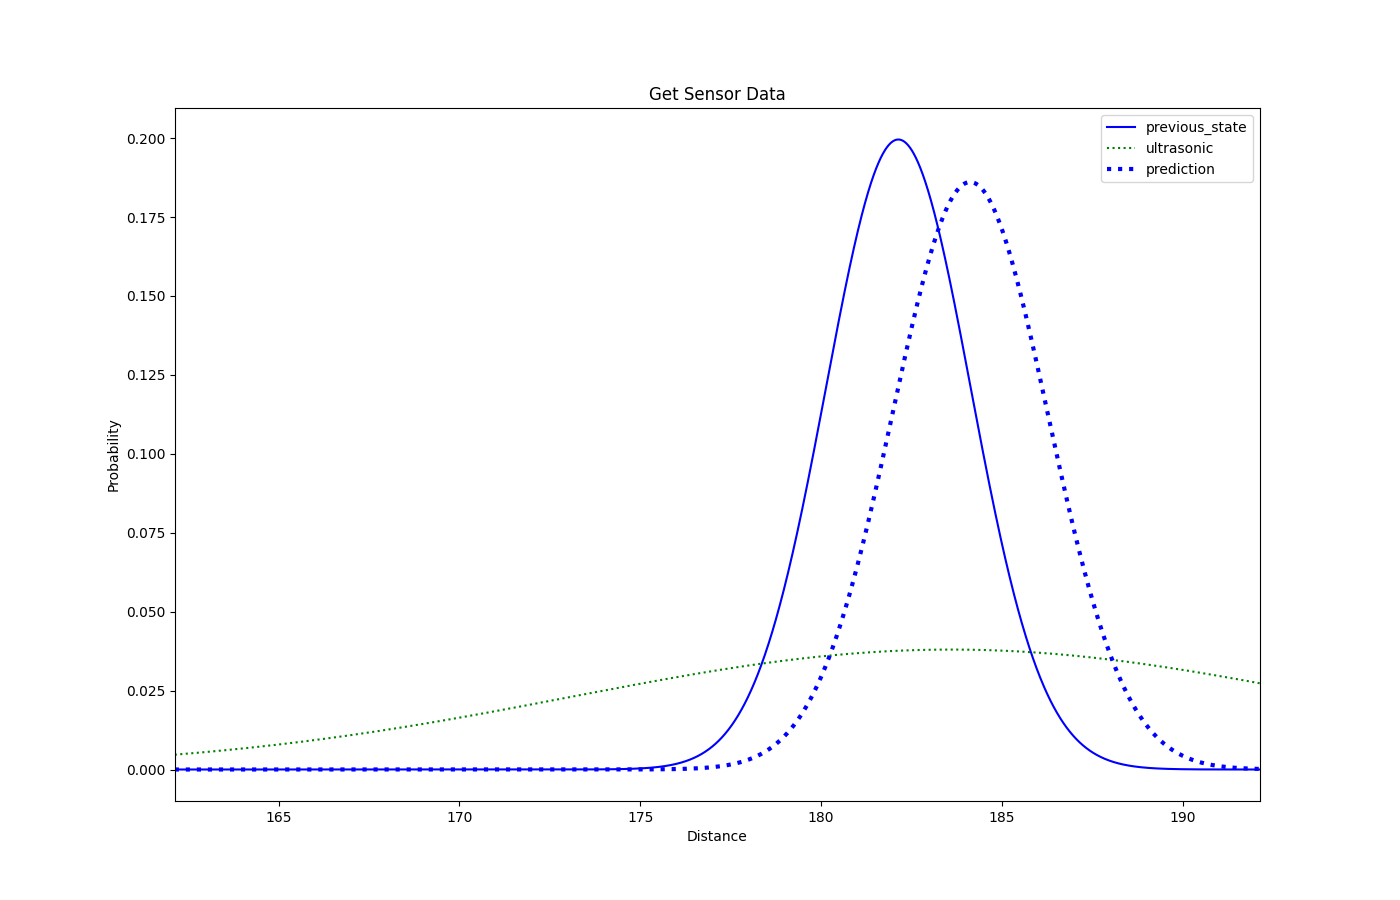 Get Sensor Data
previous_state
ultrasonic
prediction
0.200
0.175
0.150
0.125
0.100
0.075
0.050
0.025
0.000
Probability
165 170 175 180 185 190
Distance